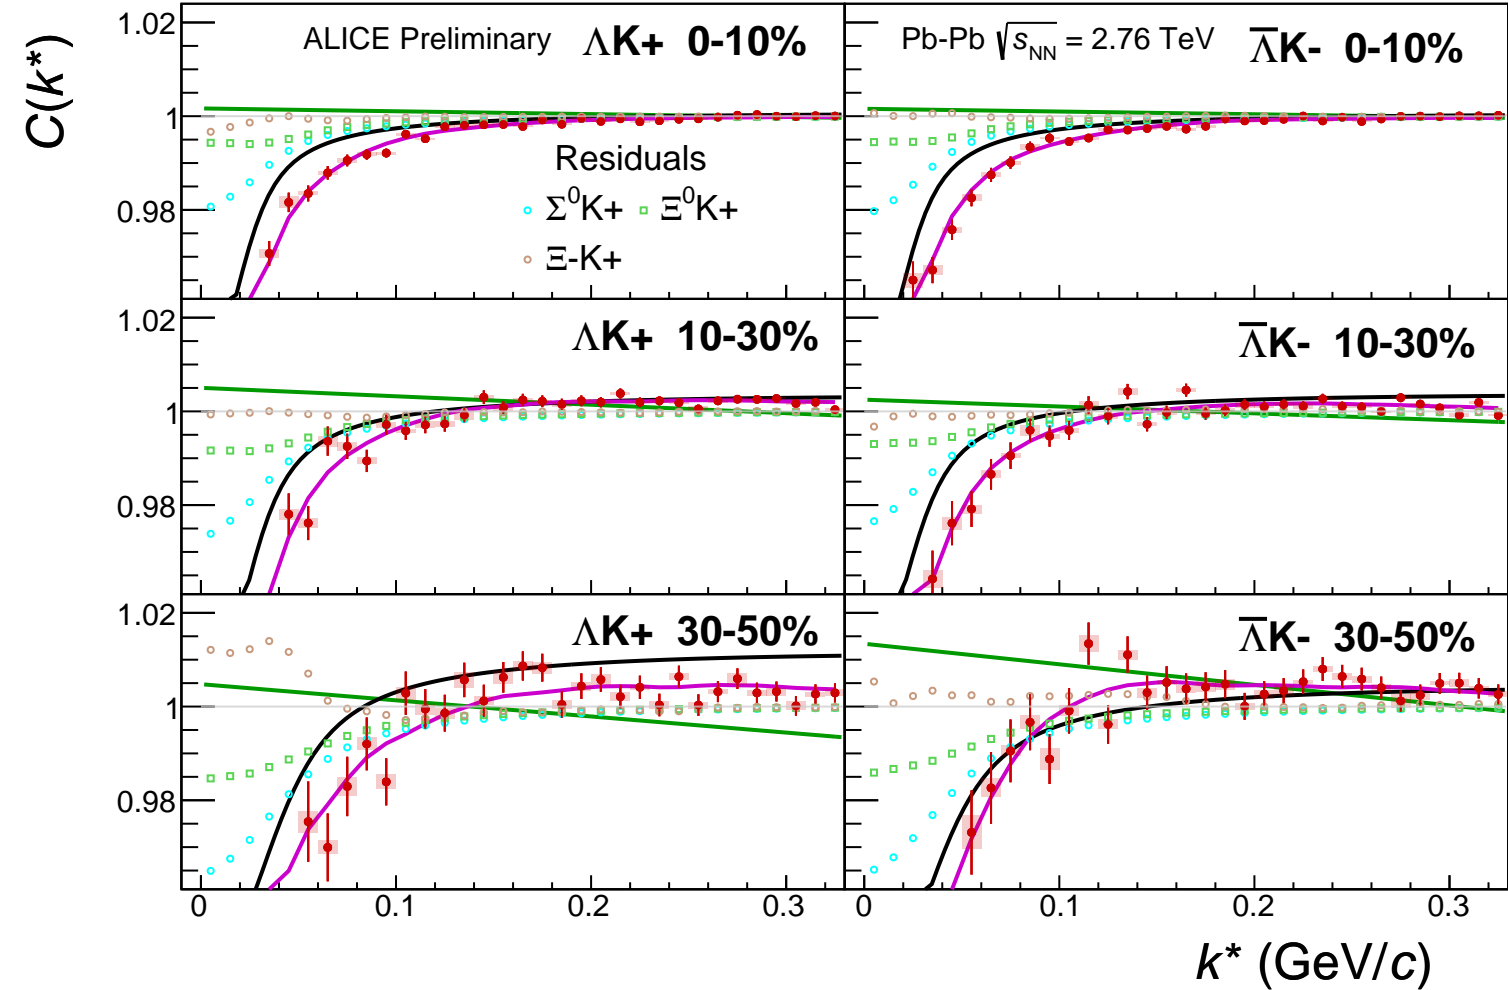 C(k*)
1.02
1
0.98
ALICE Preliminary ΛK+ 0-10%
Residuals
Σ⁰K+ Ξ⁰K+
Ξ-K+
Pb-Pb √s_NN = 2.76 TeV Λ̅K- 0-10%
1.02
1
0.98
ΛK+ 10-30%
Λ̅K- 10-30%
1.02
1
0.98
ΛK+ 30-50%
Λ̅K- 30-50%
0 0.1 0.2 0.3 0 0.1 0.2 0.3
k* (GeV/c)